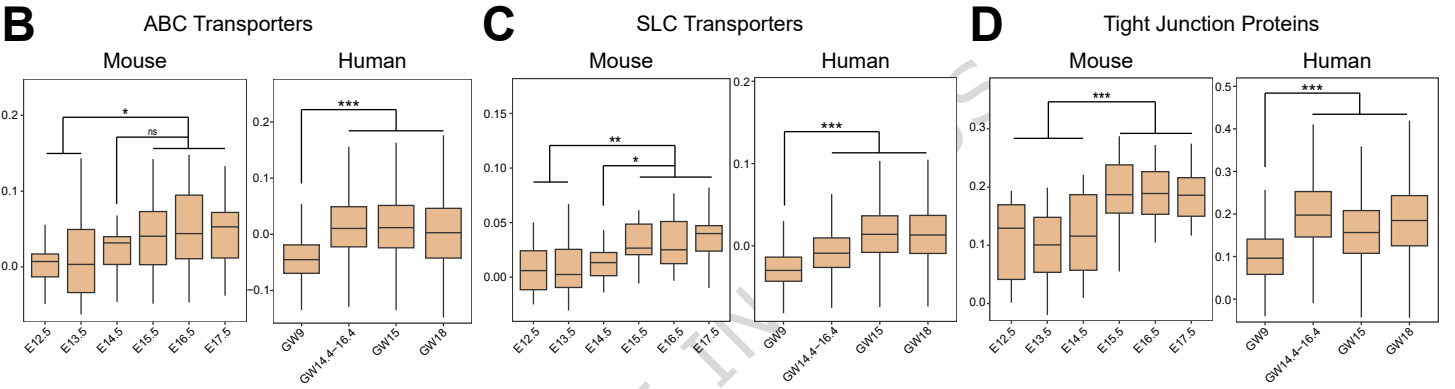 B ABC Transporters
Mouse Human
0.2
0.1
0.0
*
ns
E12.5 E13.5 E14.5 E15.5 E16.5 E17.5
0.2
0.1
0.0
−0.1
***
GW9 GW14.4−16.4 GW15 GW18
C SLC Transporters
Mouse Human
0.15
0.10
0.05
0.00
**
*
E12.5 E13.5 E14.5 E15.5 E16.5 E17.5
0.2
0.1
0.0
***
GW9 GW14.4−16.4 GW15 GW18
D Tight Junction Proteins
Mouse Human
0.3
0.2
0.1
0.0
***
E12.5 E13.5 E14.5 E15.5 E16.5 E17.5
0.5
0.4
0.3
0.2
0.1
0.0
***
GW9 GW14.4−16.4 GW15 GW18
IN